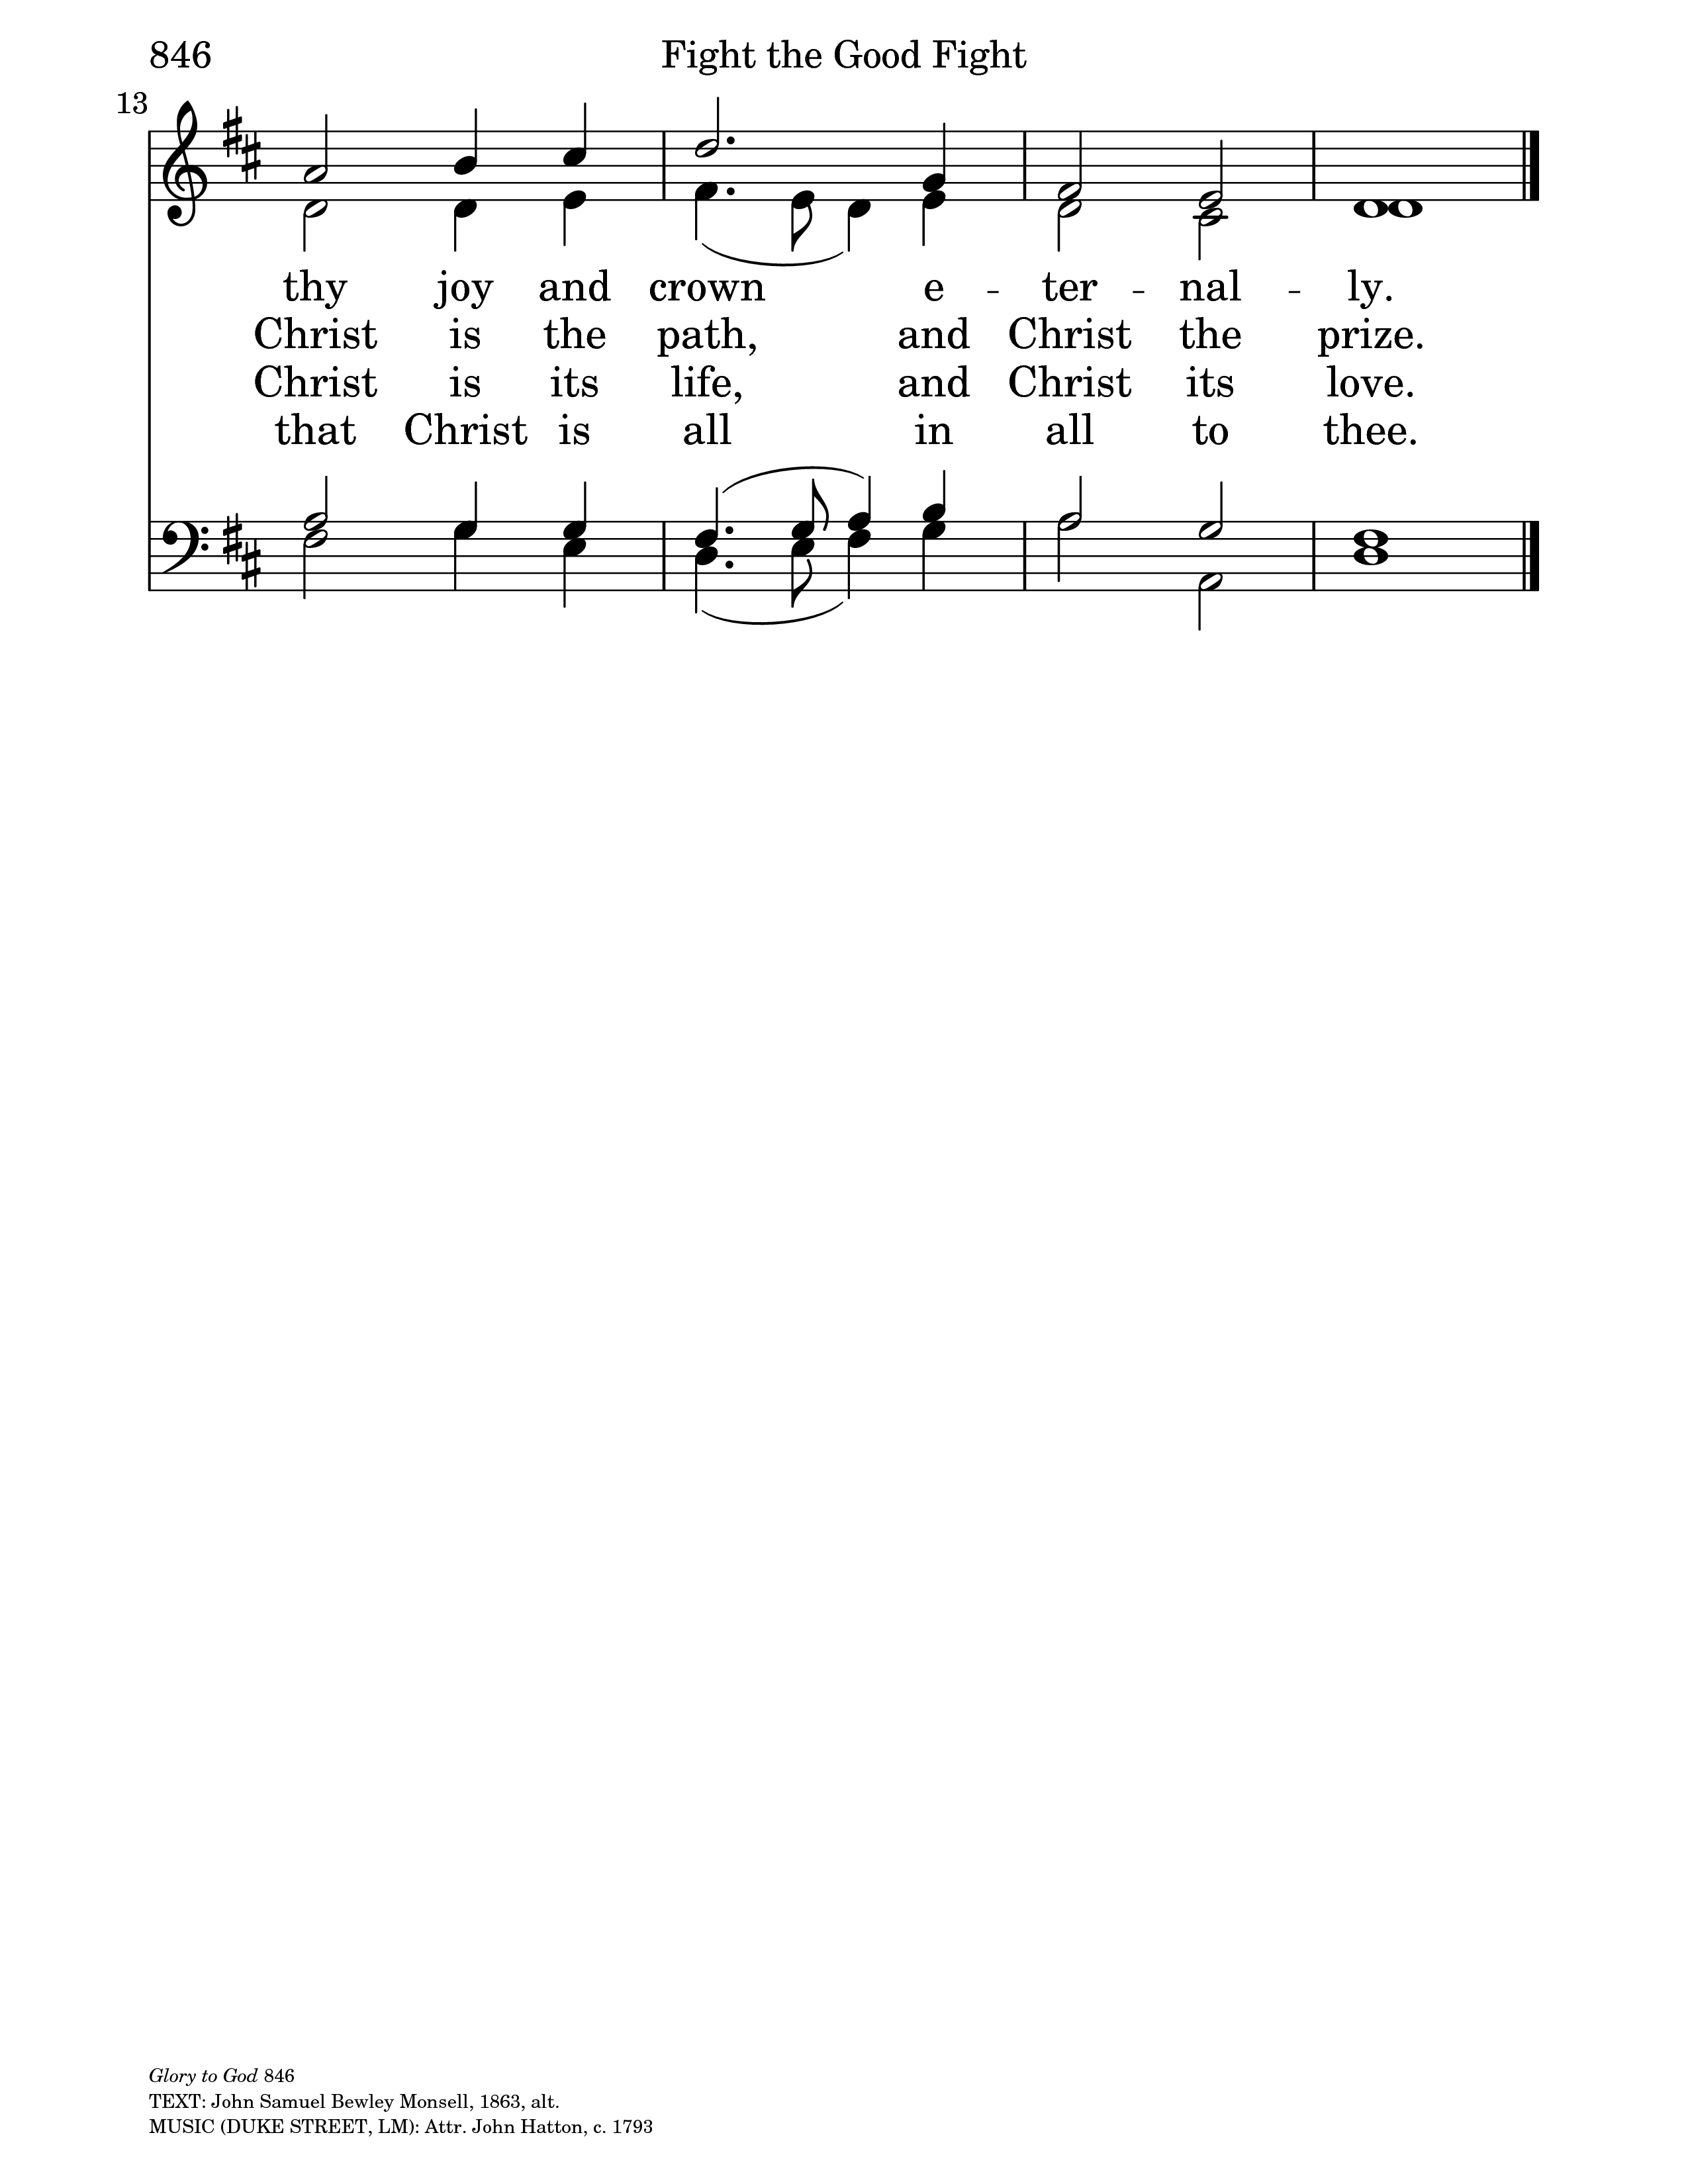 846 Fight the Good Fight
13
thy joy and crown e - ter - nal - ly.
Christ is the path, and Christ the prize.
Christ is its life, and Christ its love.
that Christ is all in all to thee.
Glory to God 846
TEXT: John Samuel Bewley Monsell, 1863, alt.
MUSIC (DUKE STREET, LM): Attr. John Hatton, c. 1793